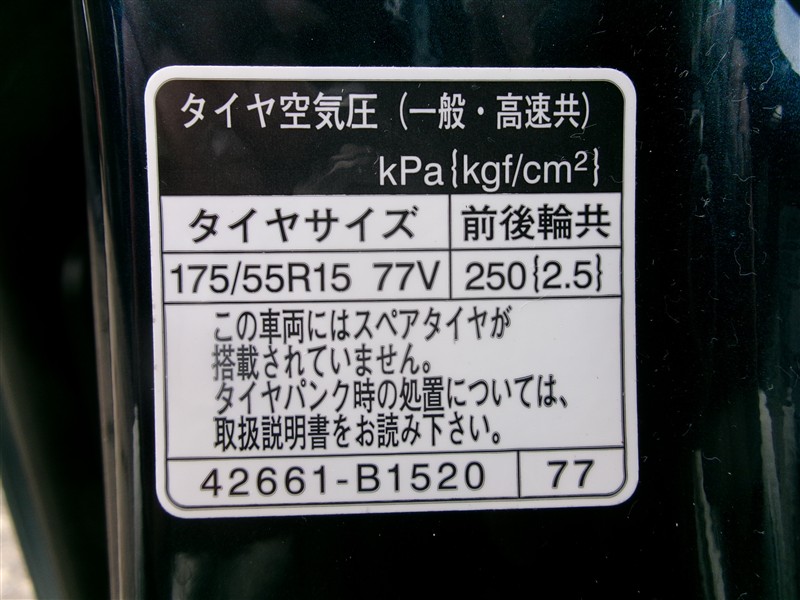 タイヤ空気圧（一般・高速共）
kPa{kgf/cm²}
タイヤサイズ 前後輪共
175/55R15 77V 250{2.5}
この車両にはスペアタイヤが
搭載されていません。
タイヤパンク時の処置については、
取扱説明書をお読み下さい。
42661-B1520 77